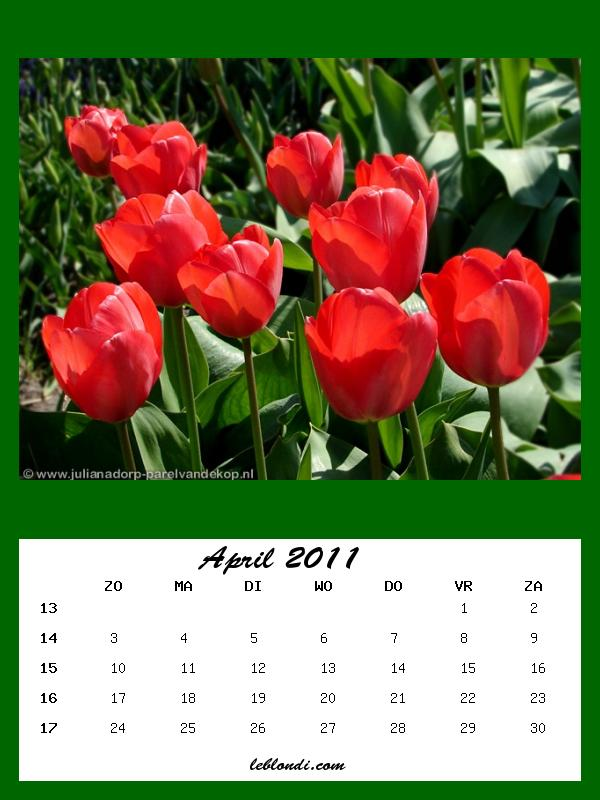 © www.julianadorp-parelvandekop.nl
April 2011
ZO MA DI WO DO VR ZA
13 1 2
14 3 4 5 6 7 8 9
15 10 11 12 13 14 15 16
16 17 18 19 20 21 22 23
17 24 25 26 27 28 29 30
leblondi.com